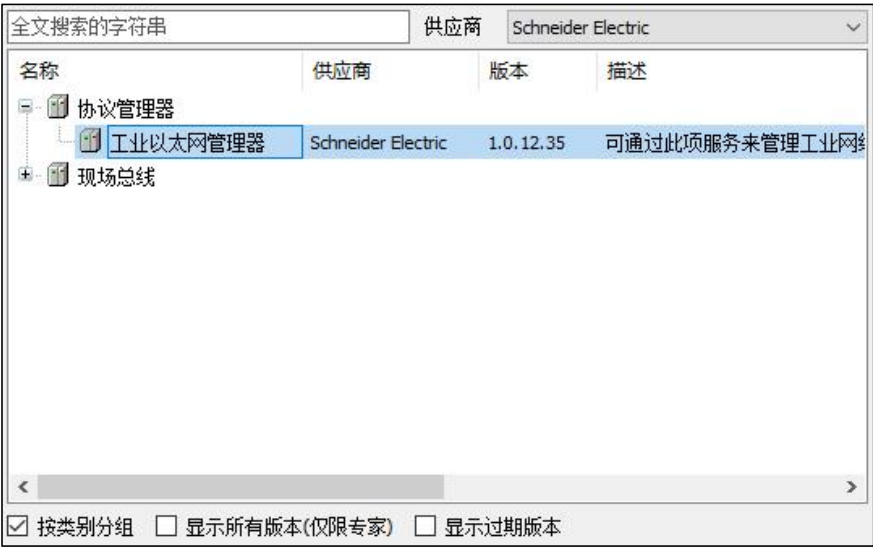 全文搜索的字符串 供应商 Schneider Electric
名称 供应商 版本 描述
协议管理器
工业以太网管理器 Schneider Electric 1.0.12.35 可通过此项服务来管理工业网
现场总线
按类别分组 显示所有版本(仅限专家) 显示过期版本